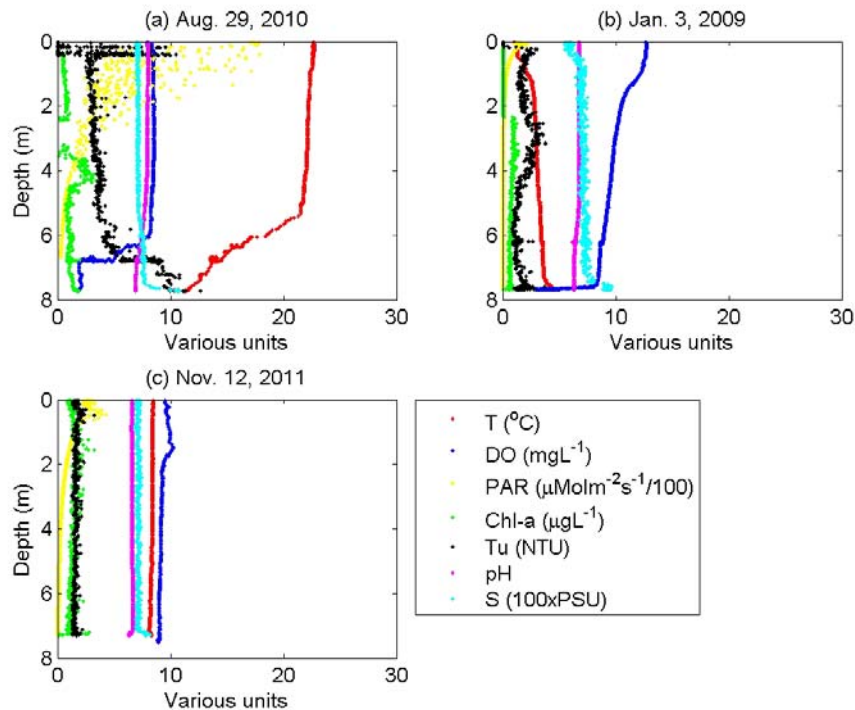 (a) Aug. 29, 2010
(b) Jan. 3, 2009
0
2
4
6
8
Depth (m)
0 10 20 30
Various units
0
2
4
6
8
Depth (m)
0 10 20 30
Various units
(c) Nov. 12, 2011
0
2
4
6
8
Depth (m)
0 10 20 30
Various units
T (°C)
DO (mgL⁻¹)
PAR (μMolm⁻²s⁻¹/100)
Chl-a (μgL⁻¹)
Tu (NTU)
pH
S (100xPSU)